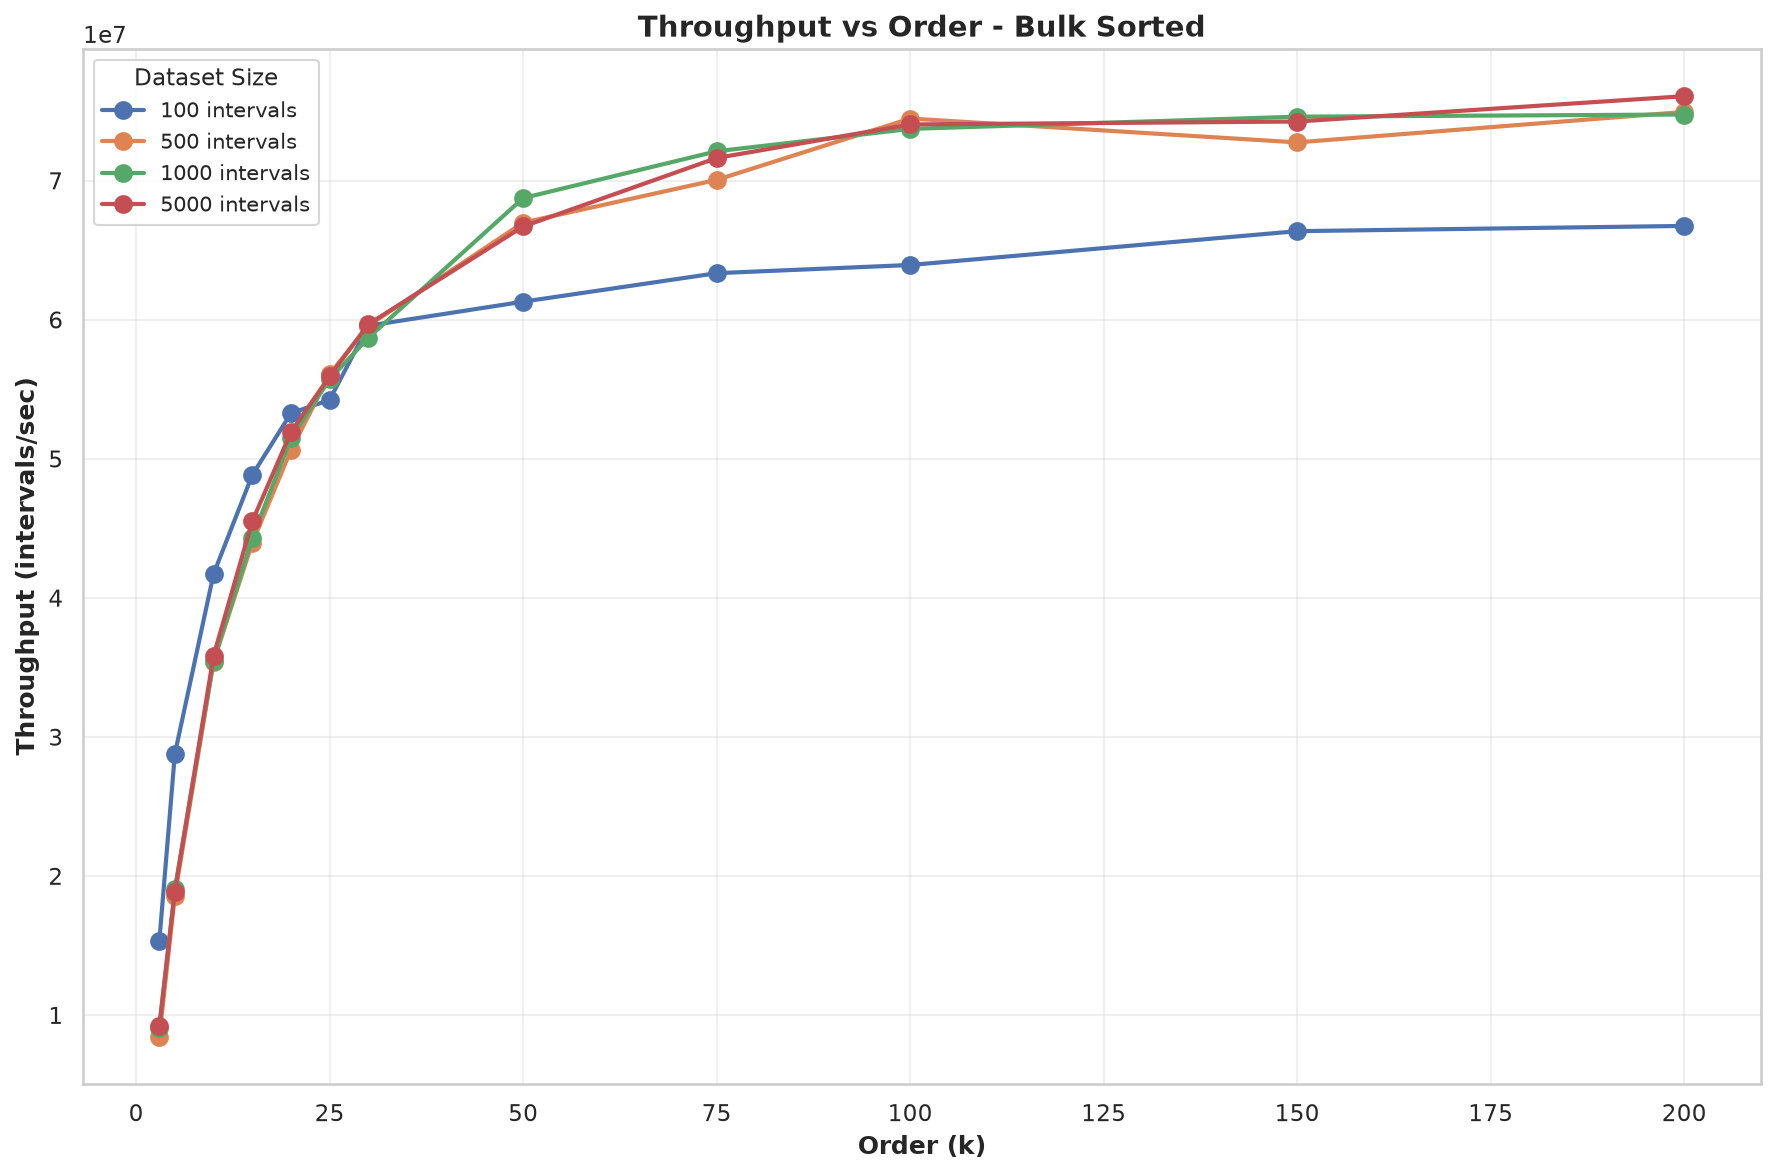 Throughput vs Order - Bulk Sorted
1e7
Dataset Size
100 intervals
500 intervals
1000 intervals
5000 intervals
7
6
5
4
3
2
1
Throughput (intervals/sec)
0 25 50 75 100 125 150 175 200
Order (k)